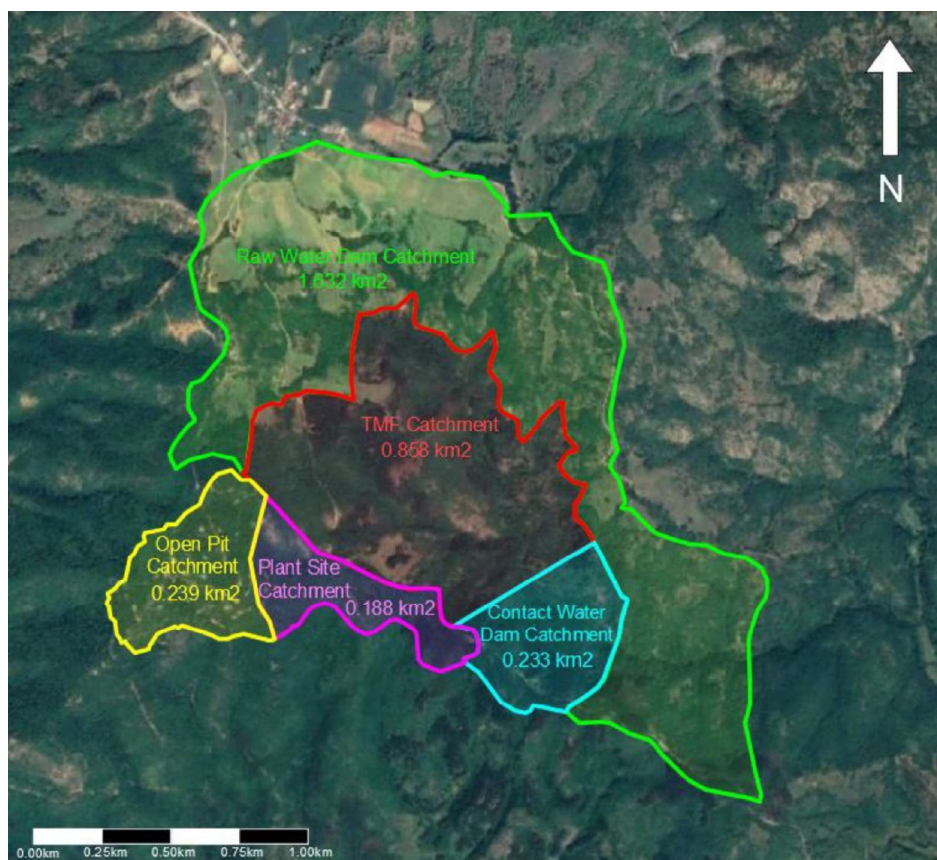 N
Raw Water Dam Catchment
1.632 km2
TMF Catchment
0.858 km2
Open Pit
Catchment
0.239 km2
Plant Site
Catchment
0.188 km2
Contact Water
Dam Catchment
0.233 km2
0.00km 0.25km 0.50km 0.75km 1.00km